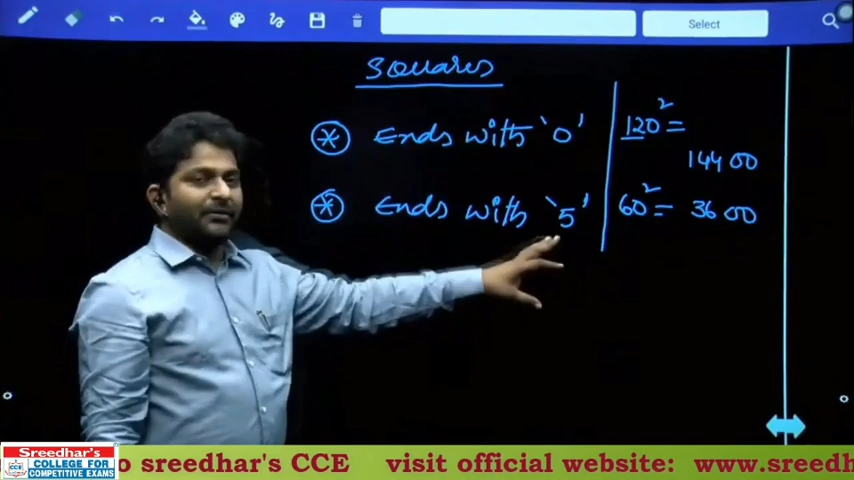 Select
Squares
* Ends with '0'
* Ends with '5'
120² =
14400
60² = 3600
Sreedhar's
CCE
COLLEGE FOR
COMPETITIVE EXAMS
o sreedhar's CCE visit official website: www.sreedh